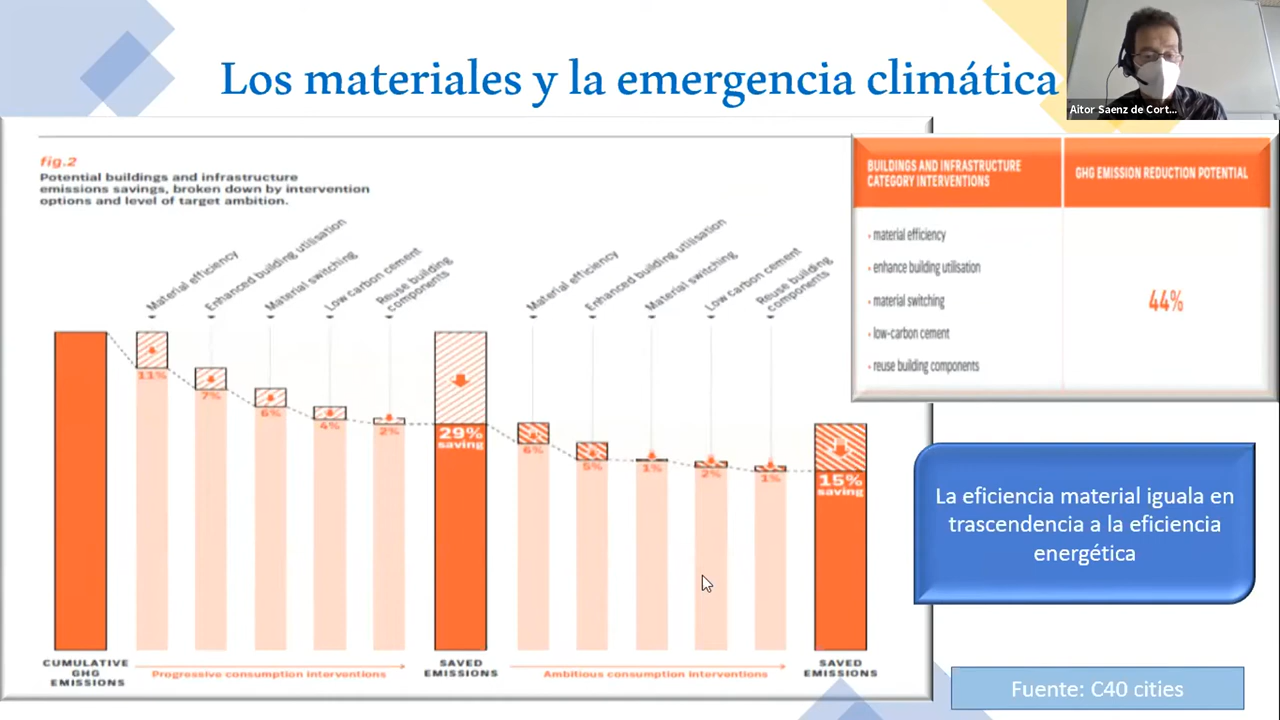 Los materiales y la emergencia climática
Aitor Saenz de Cort...
fig.2
Potential buildings and infrastructure
emissions savings, broken down by intervention
options and level of target ambition.
Material efficiency
Enhanced building utilisation
Material switching
Low carbon cement
Reuse building
components
Material efficiency
Enhanced building utilisation
Material switching
Low carbon cement
Reuse building
components
11%
7%
6%
4%
2%
29%
saving
6%
5%
1%
2%
1%
15%
saving
CUMULATIVE
GHG
EMISSIONS
Progressive consumption interventions
SAVED
EMISSIONS
Ambitious consumption interventions
SAVED
EMISSIONS
BUILDINGS AND INFRASTRUCTURE
CATEGORY INTERVENTIONS
GHG EMISSION REDUCTION POTENTIAL
• material efficiency
• enhance building utilisation
• material switching
• low-carbon cement
• reuse building components
44%
La eficiencia material iguala en
trascendencia a la eficiencia
energética
Fuente: C40 cities